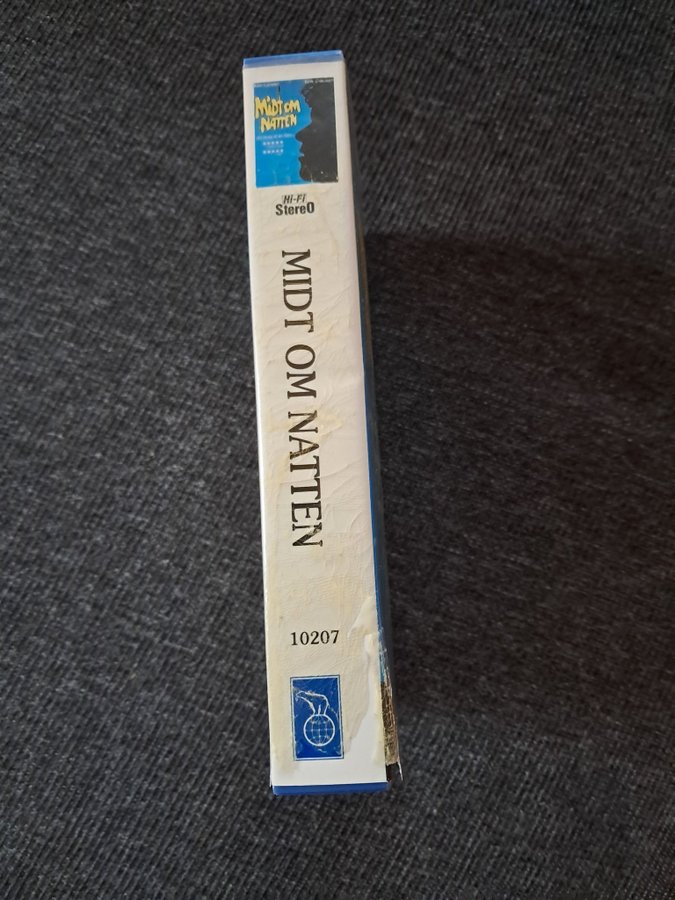 MiDT OM
NATTEN
Hi-Fi
StereO
MIDT OM NATTEN
10207